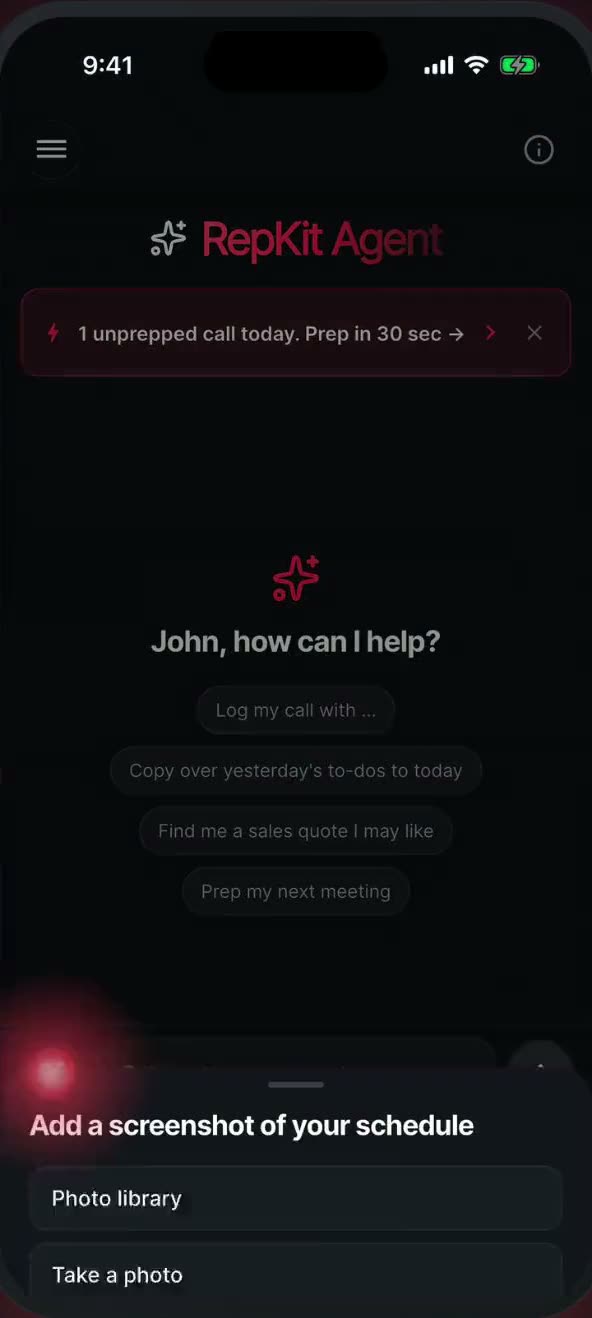 9:41
RepKit Agent
1 unprepped call today. Prep in 30 sec →
John, how can I help?
Log my call with ...
Copy over yesterday's to-dos to today
Find me a sales quote I may like
Prep my next meeting
Add a screenshot of your schedule
Photo library
Take a photo